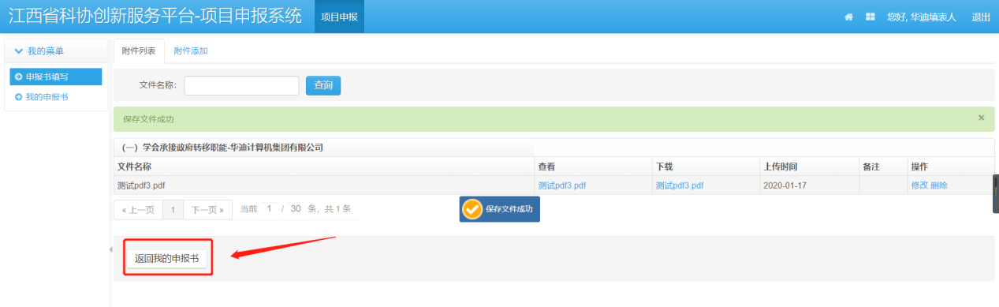 江西省科协创新服务平台-项目申报系统 项目申报 您好, 华迪填表人 退出
我的菜单
申报书填写
我的申报书
附件列表 附件添加
文件名称: 查询
保存文件成功 ×
（一）学会承接政府转移职能-华迪计算机集团有限公司
文件名称 查看 下载 上传时间 备注 操作
测试pdf3.pdf 测试pdf3.pdf 测试pdf3.pdf 2020-01-17 修改 删除
« 上一页 1 下一页 » 当前 1 / 30 条，共 1 条
保存文件成功
返回我的申报书